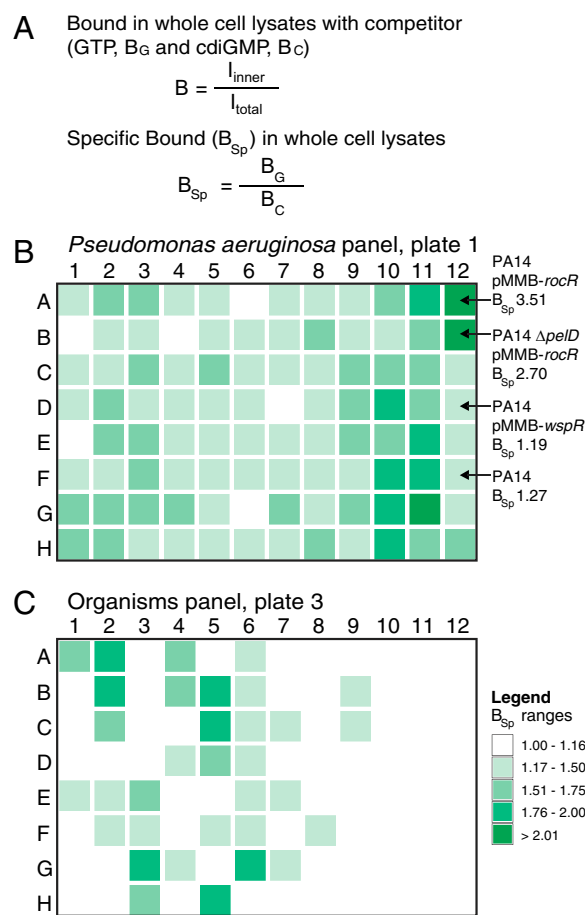 A
Bound in whole cell lysates with competitor
(GTP, BG and cdiGMP, BC)
B = Iinner / Itotal
Specific Bound (BSp) in whole cell lysates
BSp = BG / BC
B
Pseudomonas aeruginosa panel, plate 1
1 2 3 4 5 6 7 8 9 10 11 12
A
B
C
D
E
F
G
H
PA14
pMMB-rocR
BSp 3.51
PA14 ΔpelD
pMMB-rocR
BSp 2.70
PA14
pMMB-wspR
BSp 1.19
PA14
BSp 1.27
C
Organisms panel, plate 3
1 2 3 4 5 6 7 8 9 10 11 12
A
B
C
D
E
F
G
H
Legend
BSp ranges
1.00 - 1.16
1.17 - 1.50
1.51 - 1.75
1.76 - 2.00
> 2.01